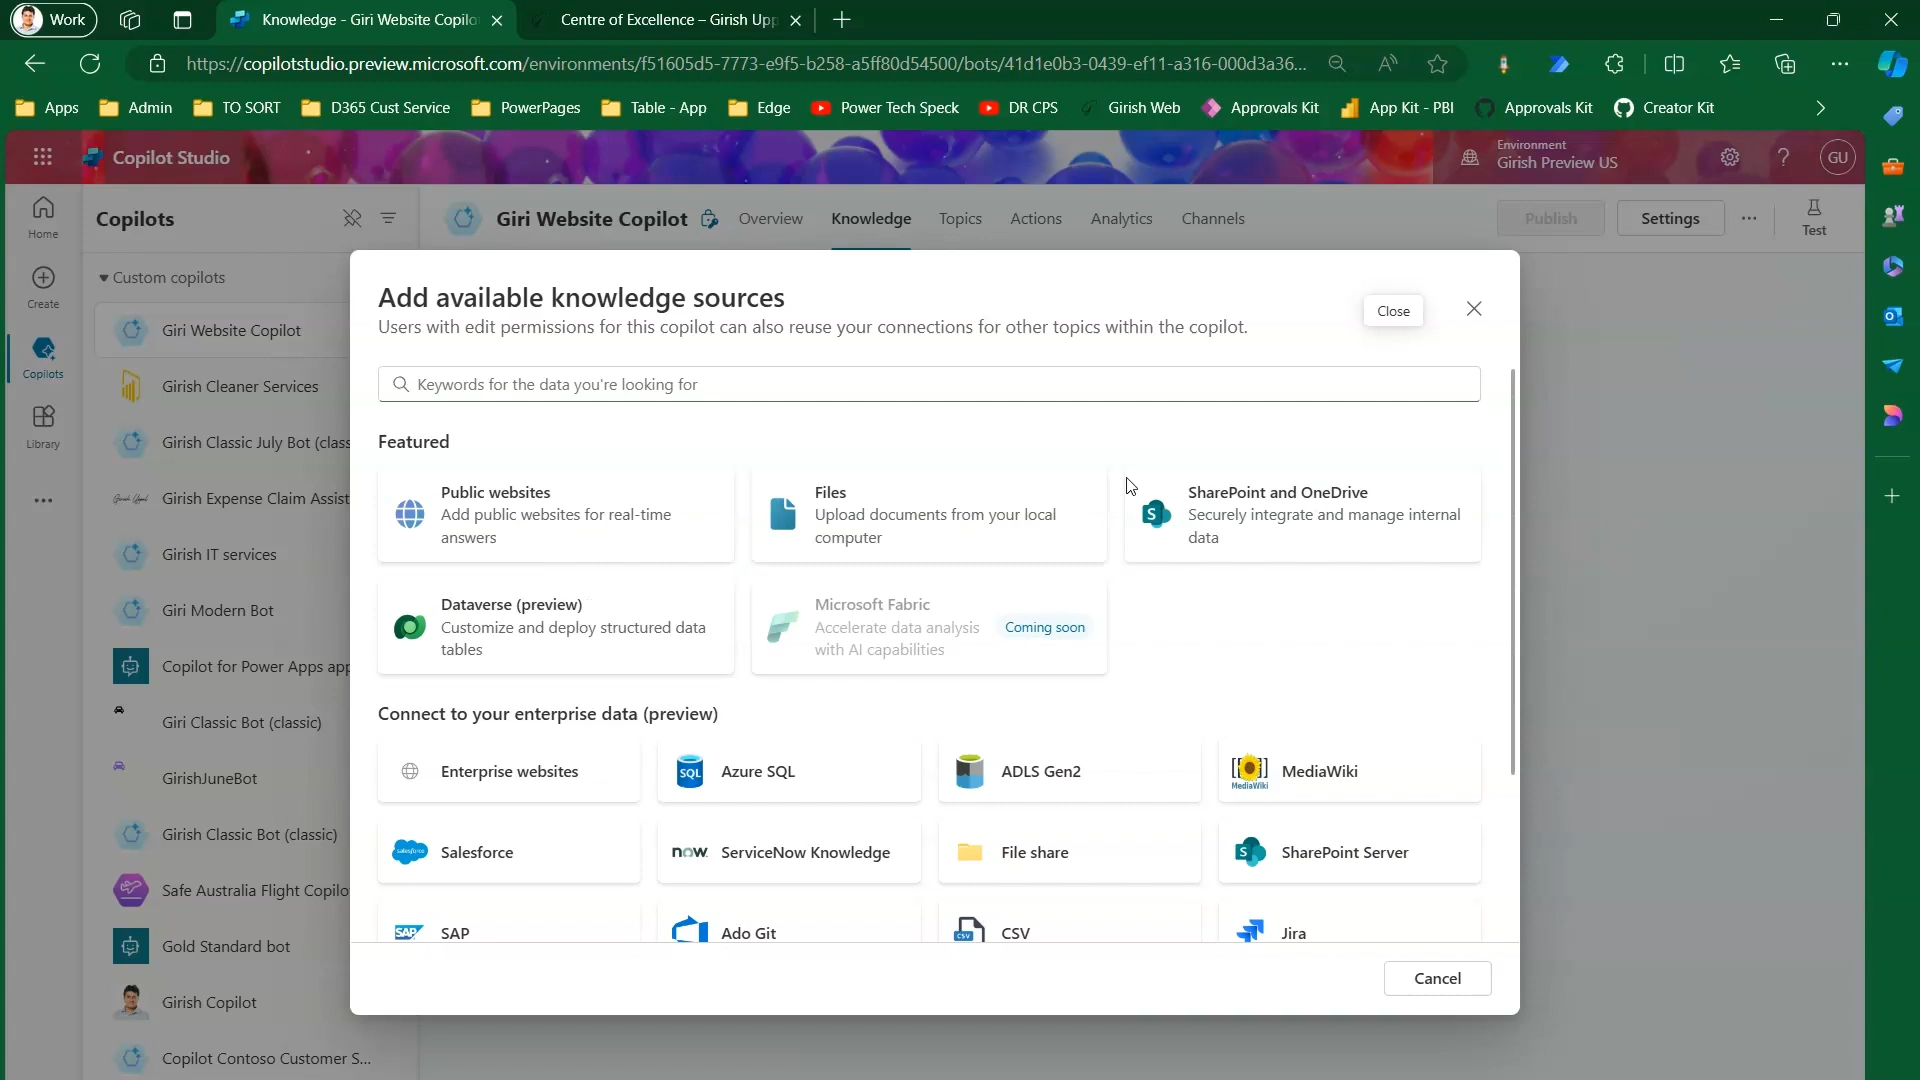 Work
Knowledge - Giri Website Copilo
Centre of Excellence – Girish Upp
https://copilotstudio.preview.microsoft.com/environments/f51605d5-7773-e9f5-b258-a5ff80d54500/bots/41d1e0b3-0439-ef11-a316-000d3a36...
Apps
Admin
TO SORT
D365 Cust Service
PowerPages
Table - App
Edge
Power Tech Speck
DR CPS
Girish Web
Approvals Kit
App Kit - PBI
Approvals Kit
Creator Kit
Copilot Studio
Environment
Girish Preview US
GU
Home
Create
Copilots
Library
Copilots
Custom copilots
Giri Website Copilot
Girish Cleaner Services
Girish Classic July Bot (class
Girish Expense Claim Assist
Girish IT services
Giri Modern Bot
Copilot for Power Apps app
Giri Classic Bot (classic)
GirishJuneBot
Girish Classic Bot (classic)
Safe Australia Flight Copilo
Gold Standard bot
Girish Copilot
Copilot Contoso Customer S...
Giri Website Copilot
Overview
Knowledge
Topics
Actions
Analytics
Channels
Publish
Settings
Test
Add available knowledge sources
Users with edit permissions for this copilot can also reuse your connections for other topics within the copilot.
Close
Keywords for the data you're looking for
Featured
Public websites
Add public websites for real-time
answers
Files
Upload documents from your local
computer
SharePoint and OneDrive
Securely integrate and manage internal
data
Dataverse (preview)
Customize and deploy structured data
tables
Microsoft Fabric
Accelerate data analysis
with AI capabilities
Coming soon
Connect to your enterprise data (preview)
Enterprise websites
SQL
Azure SQL
ADLS Gen2
MediaWiki
MediaWiki
salesforce
Salesforce
now.
ServiceNow Knowledge
File share
S
SharePoint Server
SAP
SAP
Ado Git
CSV
CSV
Jira
Cancel